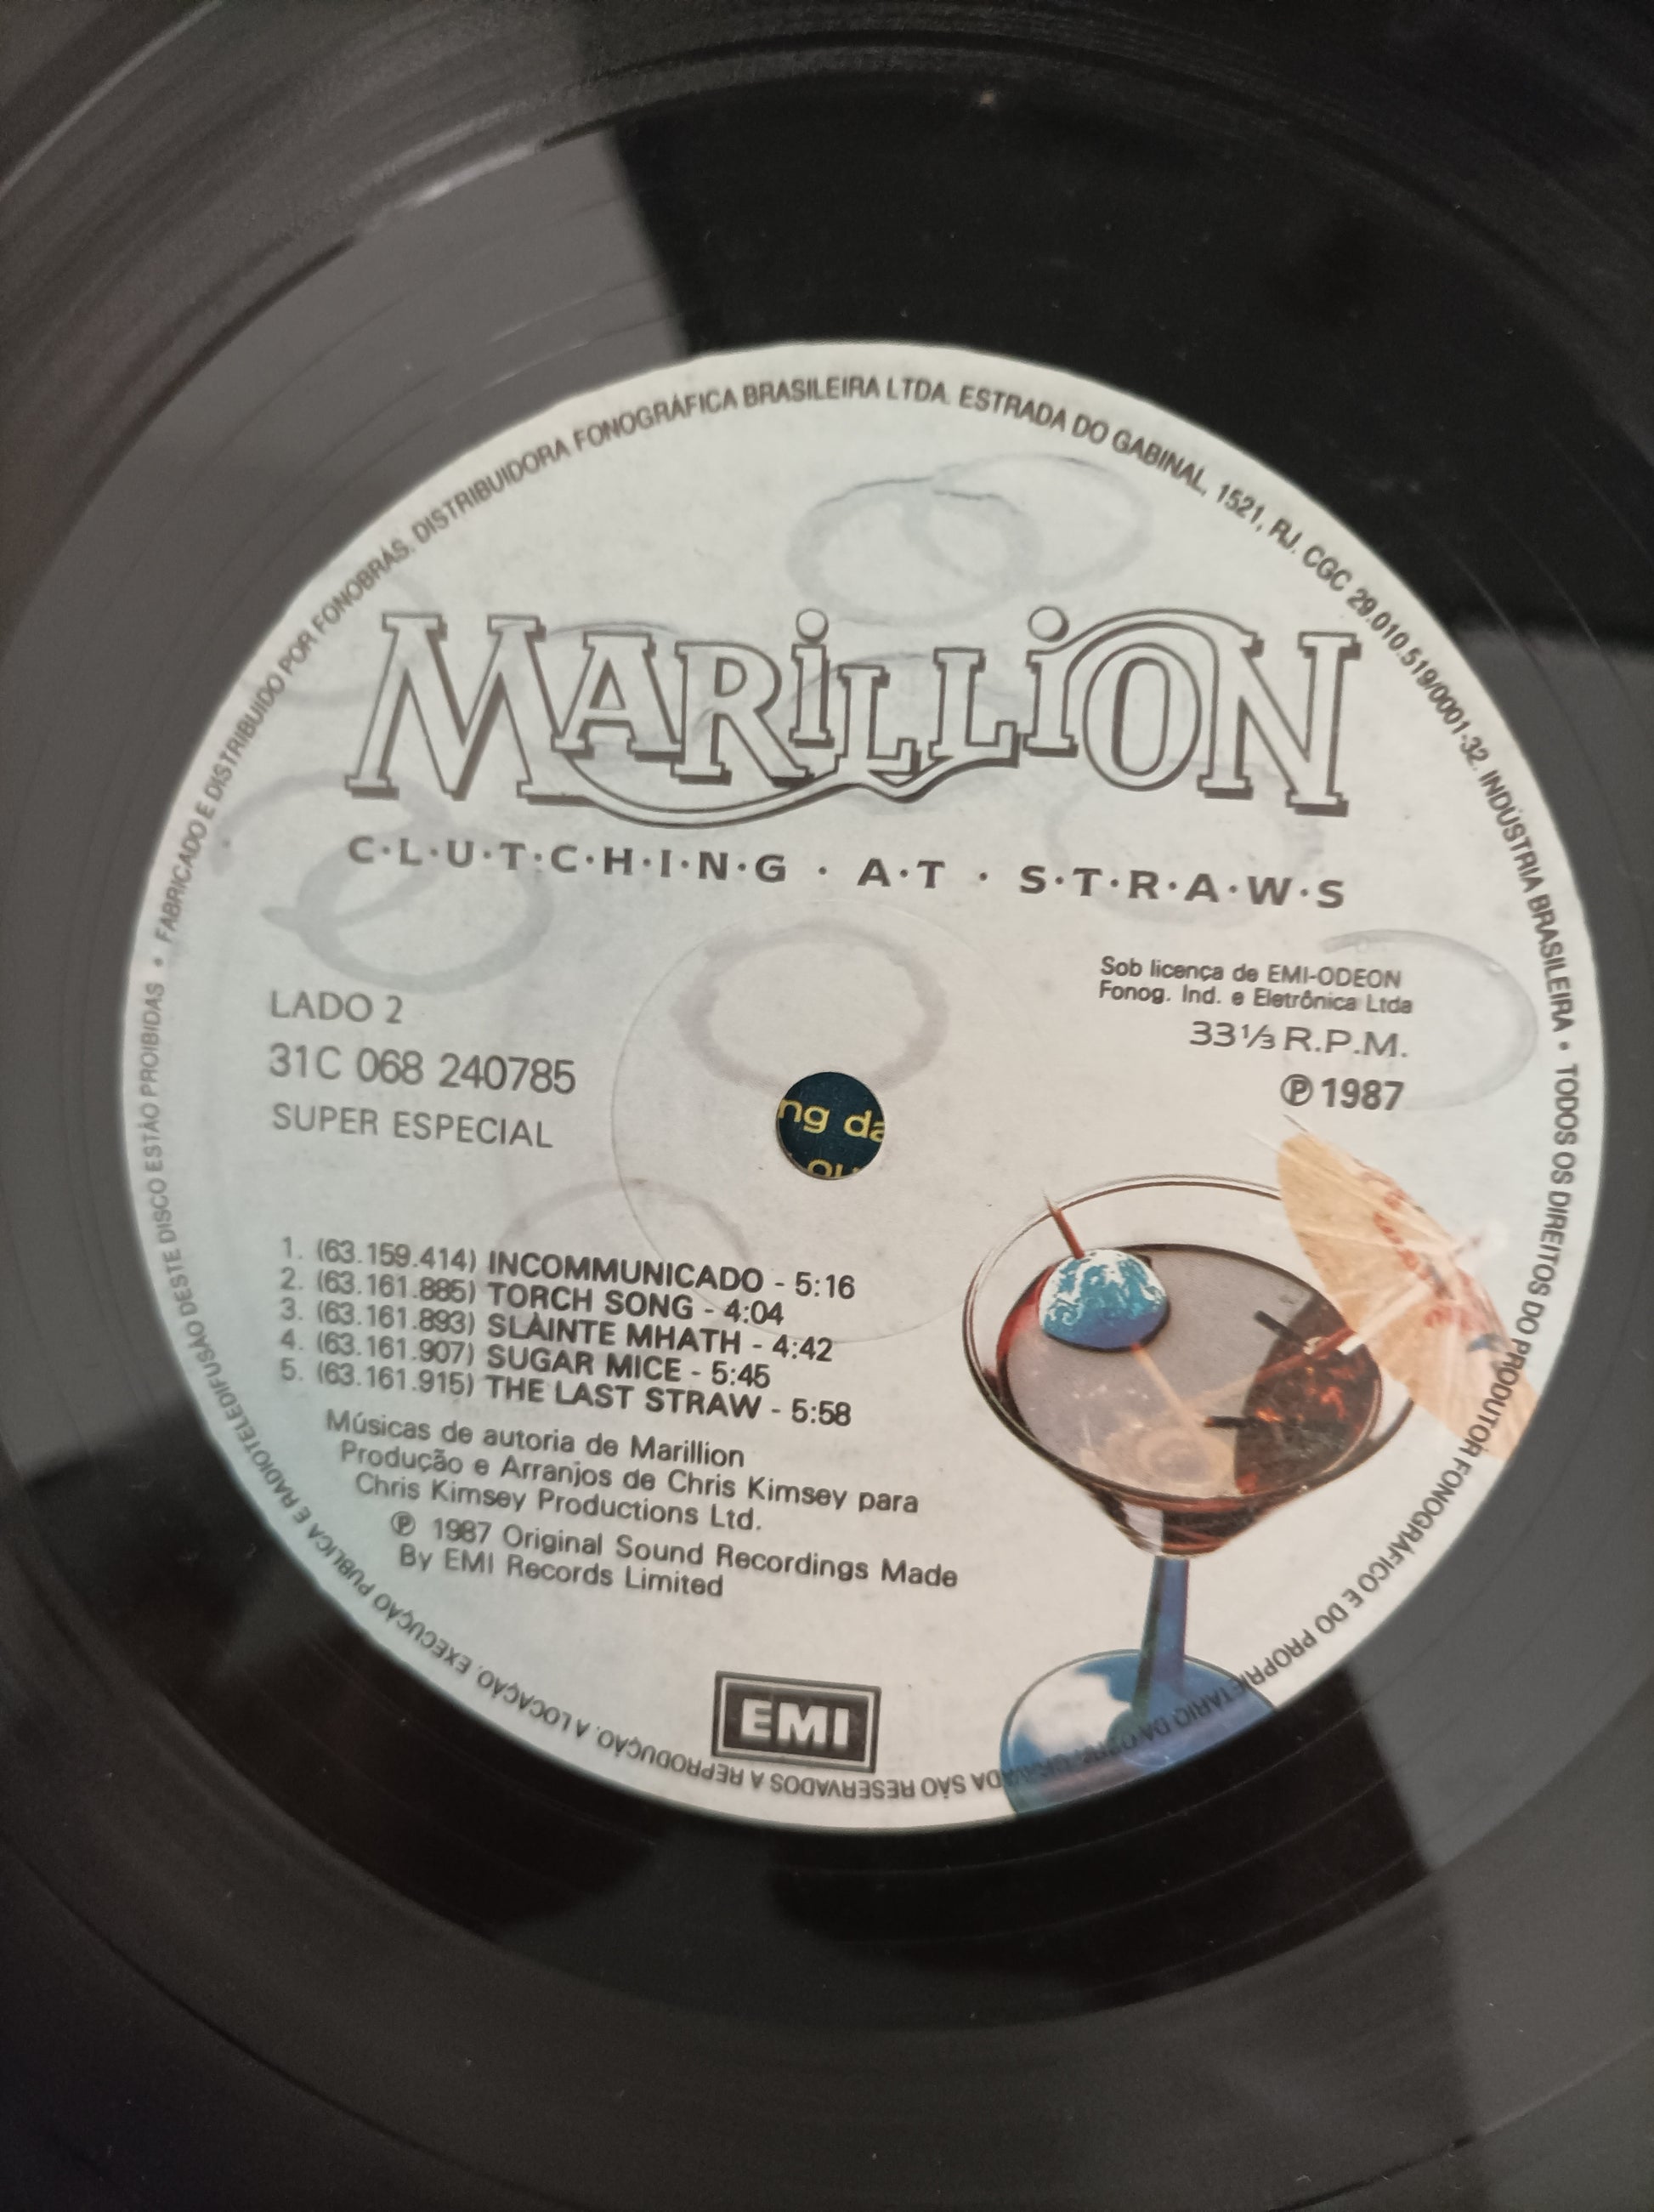 FABRICADO E DISTRIBUIDO POR FONOBRÁS. DISTRIBUIDORA FONOGRÁFICA BRASILEIRA LTDA. ESTRADA DO GABINAL, 1521, RJ. CGC 29.010.519/0001-32. INDÚSTRIA BRASILEIRA • TODOS OS DIREITOS DO PRODUTOR FONOGRÁFICO E DO PROPRIETÁRIO DA SÃO RESERVADOS A REPRODUÇÃO, A LOCAÇÃO, EXECUÇÃO PUBLICA E RADIOTELEDIFUSÃO DESTE DISCO ESTÃO PROIBIDAS •
MARILLION
C·L·U·T·C·H·I·N·G · A·T · S·T·R·A·W·S
Sob licença de EMI-ODEON
Fonog. Ind. e Eletrônica Ltda
33⅓ R.P.M.
℗ 1987
LADO 2
31C 068 240785
SUPER ESPECIAL
ng da
1. (63.159.414) INCOMMUNICADO - 5:16
2. (63.161.885) TORCH SONG - 4:04
3. (63.161.893) SLÀINTE MHATH - 4:42
4. (63.161.907) SUGAR MICE - 5:45
5. (63.161.915) THE LAST STRAW - 5:58
Músicas de autoria de Marillion
Produção e Arranjos de Chris Kimsey para
Chris Kimsey Productions Ltd.
℗ 1987 Original Sound Recordings Made
By EMI Records Limited
EMI